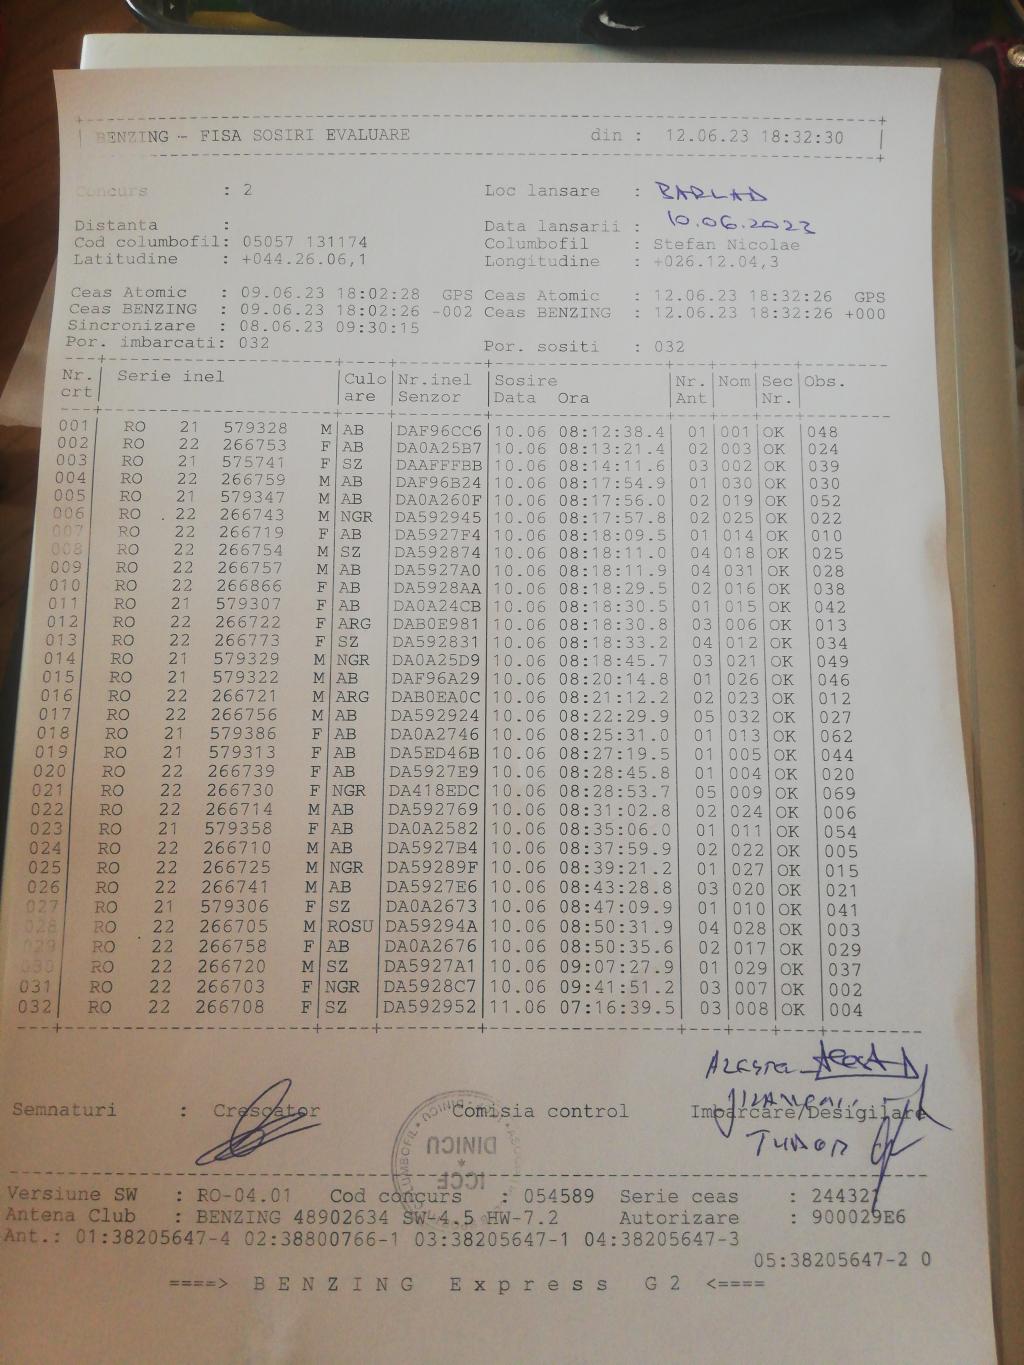 BENZING - FISA SOSIRI EVALUARE din : 12.06.23 18:32:30
Concurs : 2 Loc lansare : BARLAD
Distanta : Data lansarii : 10.06.2023
Cod columbofil: 05057 131174 Columbofil : Stefan Nicolae
Latitudine : +044.26.06,1 Longitudine : +026.12.04,3
Ceas Atomic : 09.06.23 18:02:28 GPS Ceas Atomic : 12.06.23 18:32:26 GPS
Ceas BENZING : 09.06.23 18:02:26 -002 Ceas BENZING : 12.06.23 18:32:26 +000
Sincronizare : 08.06.23 09:30:15
Por. imbarcati: 032 Por. sositi : 032
Nr. Serie inel Culo Nr.inel Sosire Nr. Nom Sec Obs.
crt are Senzor Data Ora Ant Nr.
001 RO 21 579328 M AB DAF96CC6 10.06 08:12:38.4 01 001 OK 048
002 RO 22 266753 F AB DA0A25B7 10.06 08:13:21.4 02 003 OK 024
003 RO 21 575741 F SZ DAAFFFBB 10.06 08:14:11.6 03 002 OK 039
004 RO 22 266759 M AB DAF96B24 10.06 08:17:54.9 01 030 OK 030
005 RO 21 579347 M AB DA0A260F 10.06 08:17:56.0 02 019 OK 052
006 RO 22 266743 M NGR DA592945 10.06 08:17:57.8 02 025 OK 022
007 RO 22 266719 F AB DA5927F4 10.06 08:18:09.5 01 014 OK 010
008 RO 22 266754 M SZ DA592874 10.06 08:18:11.0 04 018 OK 025
009 RO 22 266757 M AB DA5927A0 10.06 08:18:11.9 04 031 OK 028
010 RO 22 266866 F AB DA5928AA 10.06 08:18:29.5 02 016 OK 038
011 RO 21 579307 F AB DA0A24CB 10.06 08:18:30.5 01 015 OK 042
012 RO 22 266722 F ARG DAB0E981 10.06 08:18:30.8 03 006 OK 013
013 RO 22 266773 F SZ DA592831 10.06 08:18:33.2 04 012 OK 034
014 RO 21 579329 M NGR DA0A25D9 10.06 08:18:45.7 03 021 OK 049
015 RO 21 579322 M AB DAF96A29 10.06 08:20:14.8 01 026 OK 046
016 RO 22 266721 M ARG DAB0EA0C 10.06 08:21:12.2 02 023 OK 012
017 RO 22 266756 M AB DA592924 10.06 08:22:29.9 05 032 OK 027
018 RO 21 579386 F AB DA0A2746 10.06 08:25:31.0 01 013 OK 062
019 RO 21 579313 F AB DA5ED46B 10.06 08:27:19.5 01 005 OK 044
020 RO 22 266739 F AB DA5927E9 10.06 08:28:45.8 01 004 OK 020
021 RO 22 266730 F NGR DA418EDC 10.06 08:28:53.7 05 009 OK 069
022 RO 22 266714 M AB DA592769 10.06 08:31:02.8 02 024 OK 006
023 RO 21 579358 F AB DA0A2582 10.06 08:35:06.0 01 011 OK 054
024 RO 22 266710 M AB DA5927B4 10.06 08:37:59.9 02 022 OK 005
025 RO 22 266725 M NGR DA59289F 10.06 08:39:21.2 01 027 OK 015
026 RO 22 266741 M AB DA5927E6 10.06 08:43:28.8 03 020 OK 021
027 RO 21 579306 F SZ DA0A2673 10.06 08:47:09.9 01 010 OK 041
028 RO 22 266705 M ROSU DA59294A 10.06 08:50:31.9 04 028 OK 003
029 RO 22 266758 F AB DA0A2676 10.06 08:50:35.6 02 017 OK 029
030 RO 22 266720 M SZ DA5927A1 10.06 09:07:27.9 01 029 OK 037
031 RO 22 266703 F NGR DA5928C7 10.06 09:41:51.2 03 007 OK 002
032 RO 22 266708 F SZ DA592952 11.06 07:16:39.5 03 008 OK 004
Semnaturi : Crescator Comisia control Imbarcare/Desigilare
TUDOR
DINICU
Versiune SW : RO-04.01 Cod concurs : 054589 Serie ceas : 244321
Antena Club : BENZING 48902634 SW-4.5 HW-7.2 Autorizare : 900029E6
Ant.: 01:38205647-4 02:38800766-1 03:38205647-1 04:38205647-3
05:38205647-2 0
====> BENZING Express G2 <====